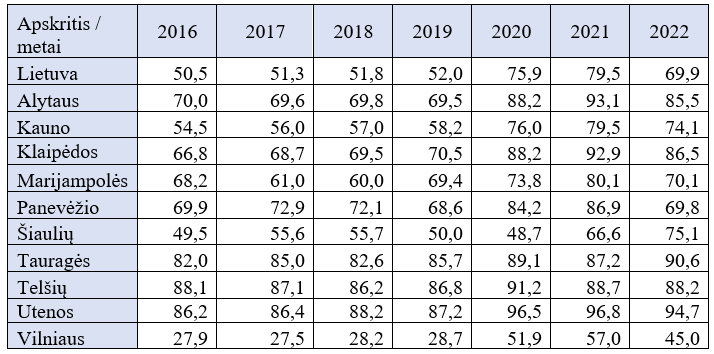 Apskritis / metai 2016 2017 2018 2019 2020 2021 2022
Lietuva 50,5 51,3 51,8 52,0 75,9 79,5 69,9
Alytaus 70,0 69,6 69,8 69,5 88,2 93,1 85,5
Kauno 54,5 56,0 57,0 58,2 76,0 79,5 74,1
Klaipėdos 66,8 68,7 69,5 70,5 88,2 92,9 86,5
Marijampolės 68,2 61,0 60,0 69,4 73,8 80,1 70,1
Panevėžio 69,9 72,9 72,1 68,6 84,2 86,9 69,8
Šiaulių 49,5 55,6 55,7 50,0 48,7 66,6 75,1
Tauragės 82,0 85,0 82,6 85,7 89,1 87,2 90,6
Telšių 88,1 87,1 86,2 86,8 91,2 88,7 88,2
Utenos 86,2 86,4 88,2 87,2 96,5 96,8 94,7
Vilniaus 27,9 27,5 28,2 28,7 51,9 57,0 45,0